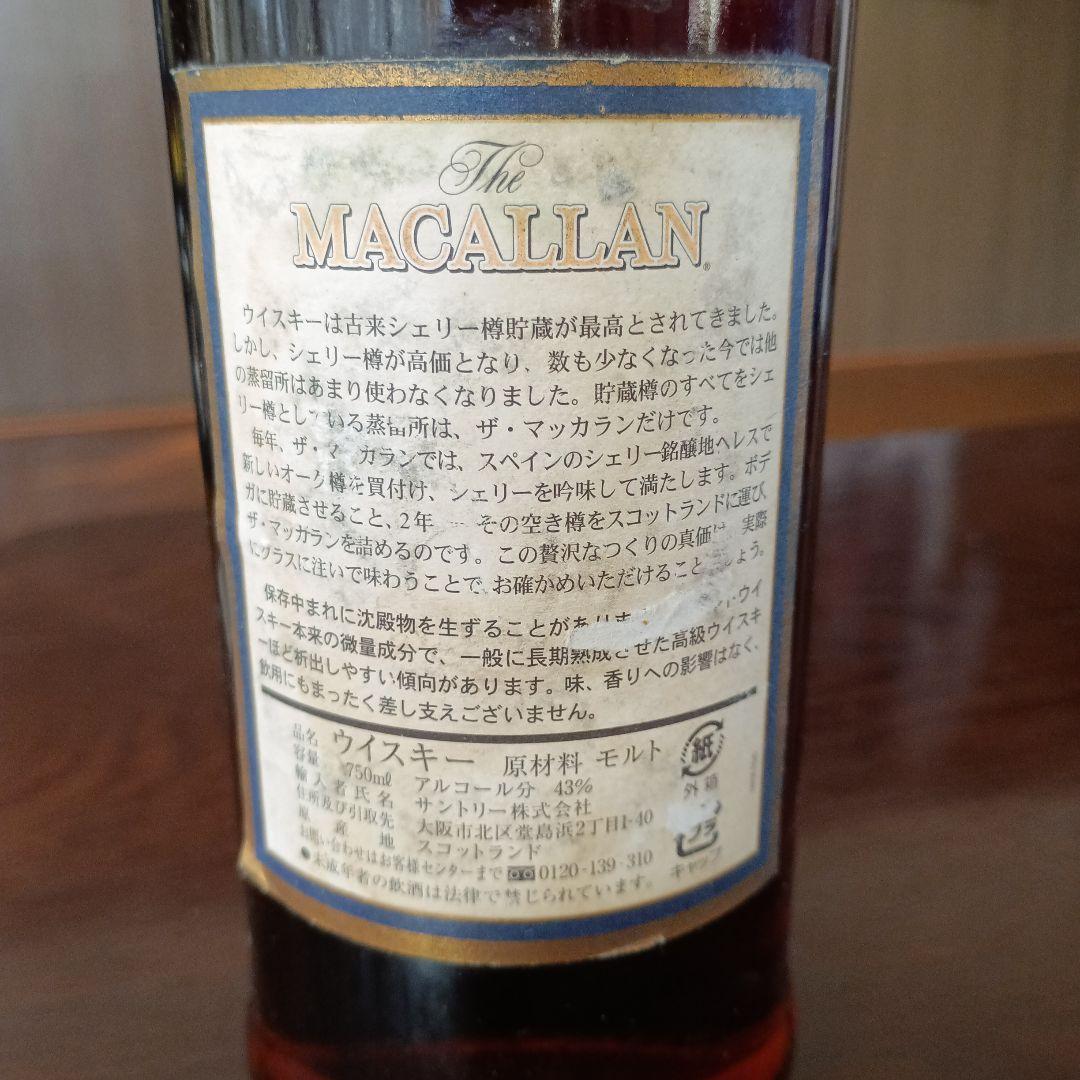 The
MACALLAN®
ウイスキーは古来シェリー樽貯蔵が最高とされてきました。
しかし、シェリー樽が高価となり、数も少なくなった今では他
の蒸留所はあまり使わなくなりました。貯蔵樽のすべてをシェ
リー樽とし いる蒸留所は、ザ・マッカランだけです。
毎年、ザ・マ カランでは、スペインのシェリー銘醸地ヘレスで
新しいオーク樽を買付け、シェリーを吟味して満たします。ボデ
ガに貯蔵させること、2年 その空き樽をスコットランドに運び、
ザ・マッカランを詰めるのです。この贅沢なつくりの真価は 実際
にグラスに注いで味わうことで、お確かめいただけること しょう。
保存中まれに沈殿物を生ずることがあります ウイ
スキー本来の微量成分で、一般に長期熟成させた高級ウイスキ
ーほど析出しやすい傾向があります。味、香りへの影響はなく、
飲用にもまったく差し支えございません。
品名 ウイスキー 原材料 モルト
容量 750㎖ アルコール分 43%
輸入者氏名 サントリー株式会社
住所及び引取先 大阪市北区堂島浜2丁目1-40
原産地 スコットランド
お問い合わせはお客様センターまで 0120-139-310
●未成年者の飲酒は法律で禁じられています。
紙
外箱
プラ
キャップ